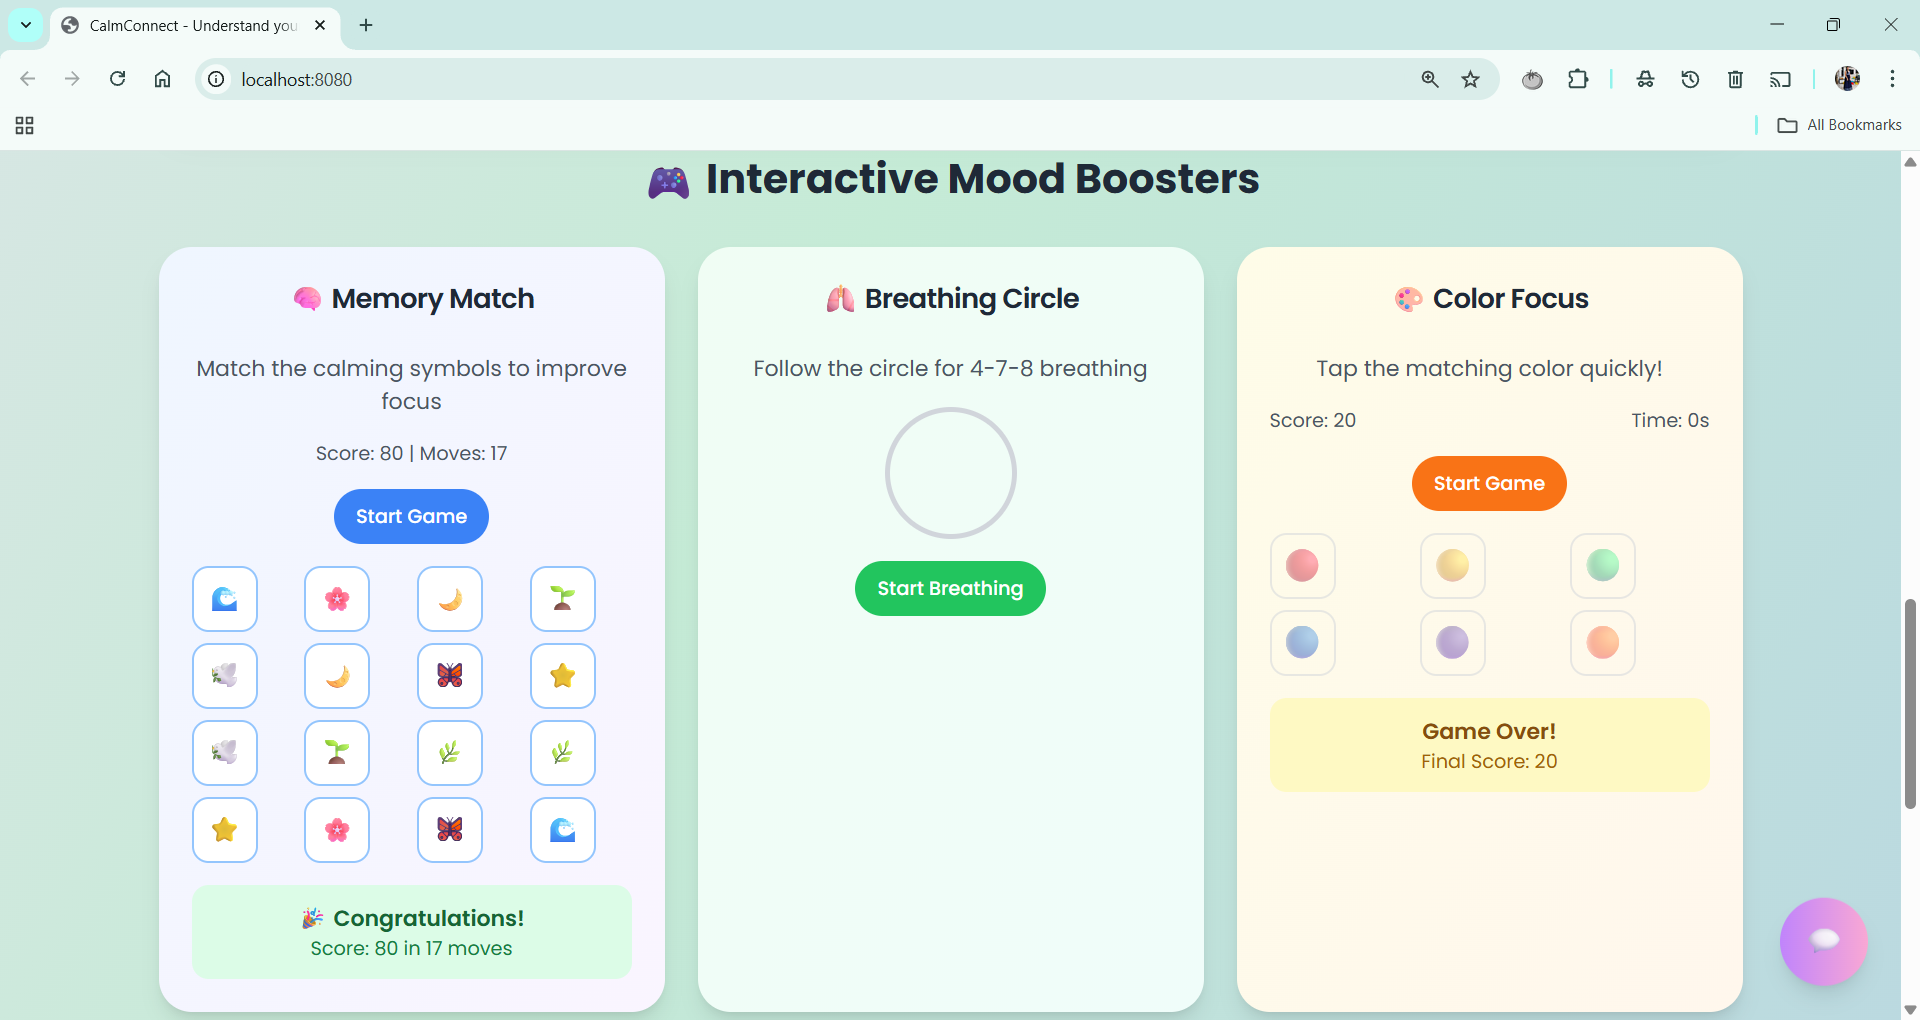 CalmConnect - Understand you
localhost:8080
All Bookmarks
Interactive Mood Boosters
Memory Match
Match the calming symbols to improve
focus
Score: 80 | Moves: 17
Start Game
Congratulations!
Score: 80 in 17 moves
Breathing Circle
Follow the circle for 4-7-8 breathing
Start Breathing
Color Focus
Tap the matching color quickly!
Score: 20
Time: 0s
Start Game
Game Over!
Final Score: 20